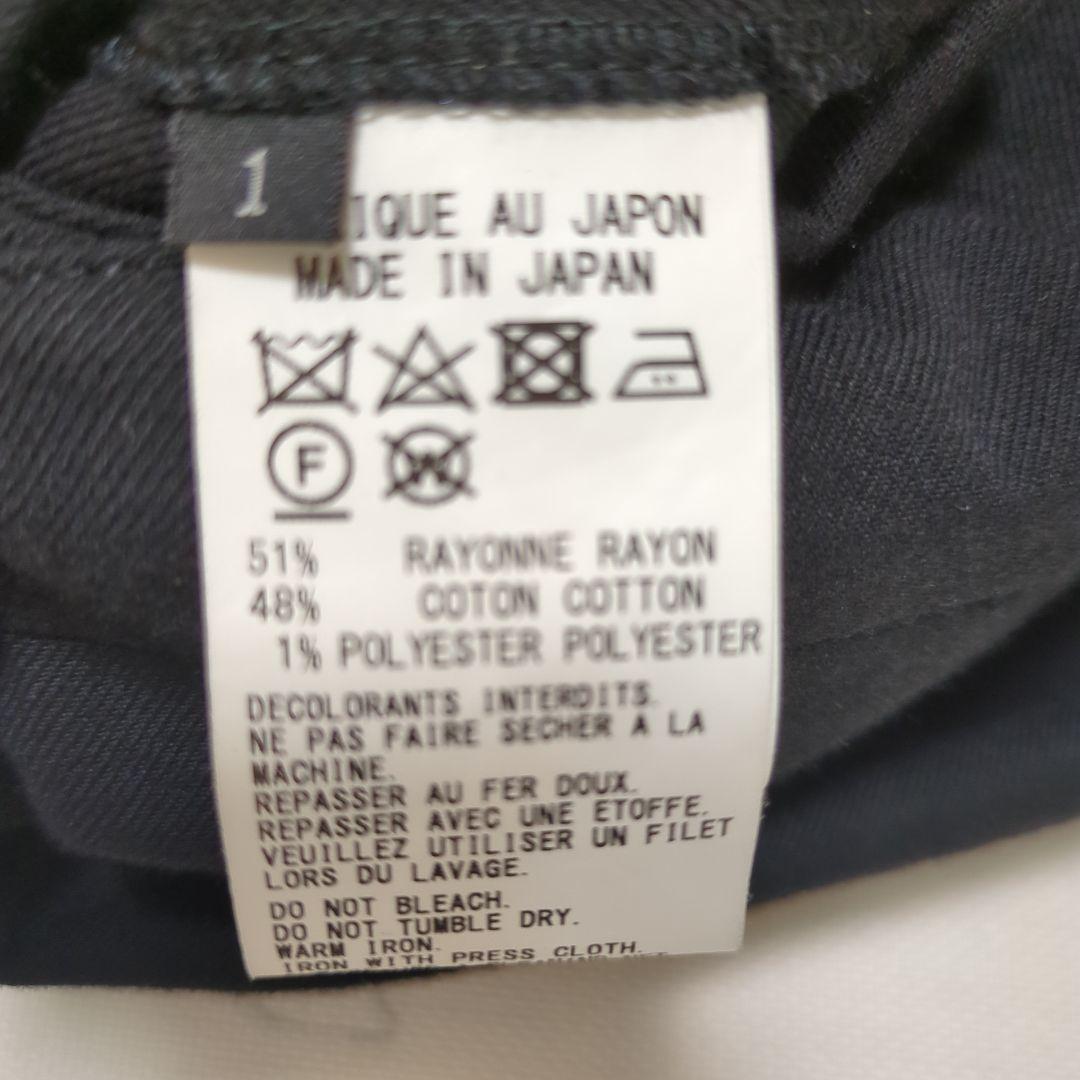 1
IQUE AU JAPON
MADE IN JAPAN
F
W
51% RAYONNE RAYON
48% COTON COTTON
1% POLYESTER POLYESTER
DECOLORANTS INTERDITS.
NE PAS FAIRE SECHER A LA
MACHINE.
REPASSER AU FER DOUX.
REPASSER AVEC UNE ETOFFE.
VEUILLEZ UTILISER UN FILET
LORS DU LAVAGE.
DO NOT BLEACH.
DO NOT TUMBLE DRY.
WARM IRON.
IRON WITH PRESS CLOTH.